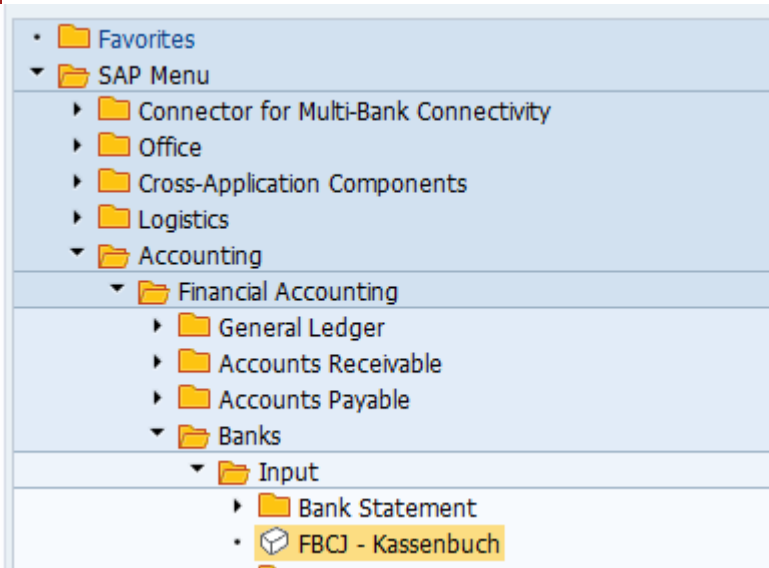 Favorites
SAP Menu
Connector for Multi-Bank Connectivity
Office
Cross-Application Components
Logistics
Accounting
Financial Accounting
General Ledger
Accounts Receivable
Accounts Payable
Banks
Input
Bank Statement
FBCJ - Kassenbuch